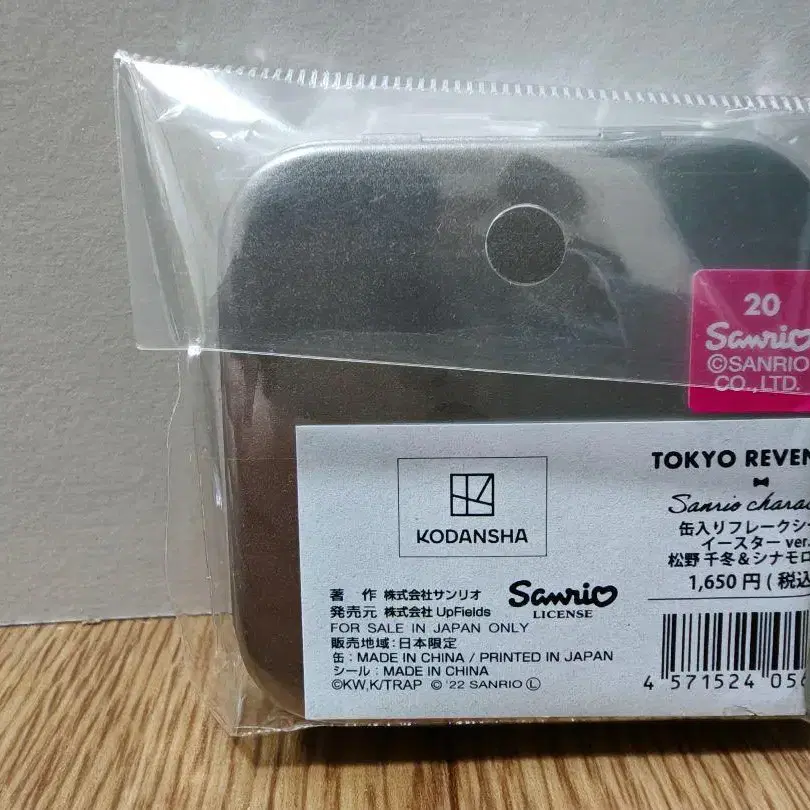 20
Sanrio
©SANRIO
CO., LTD.
KODANSHA
TOKYO REVEN
Sanrio charac
缶入りフレークシ
イースター ver.
松野 千冬&シナモロ
1,650 円 ( 税込
著 作 株式会社サンリオ
発売元 株式会社 UpFields
Sanrio
LICENSE
FOR SALE IN JAPAN ONLY
販売地域:日本限定
缶:MADE IN CHINA / PRINTED IN JAPAN
シール:MADE IN CHINA
©KW,K/TRAP © '22 SANRIO Ⓛ
4 571524 056